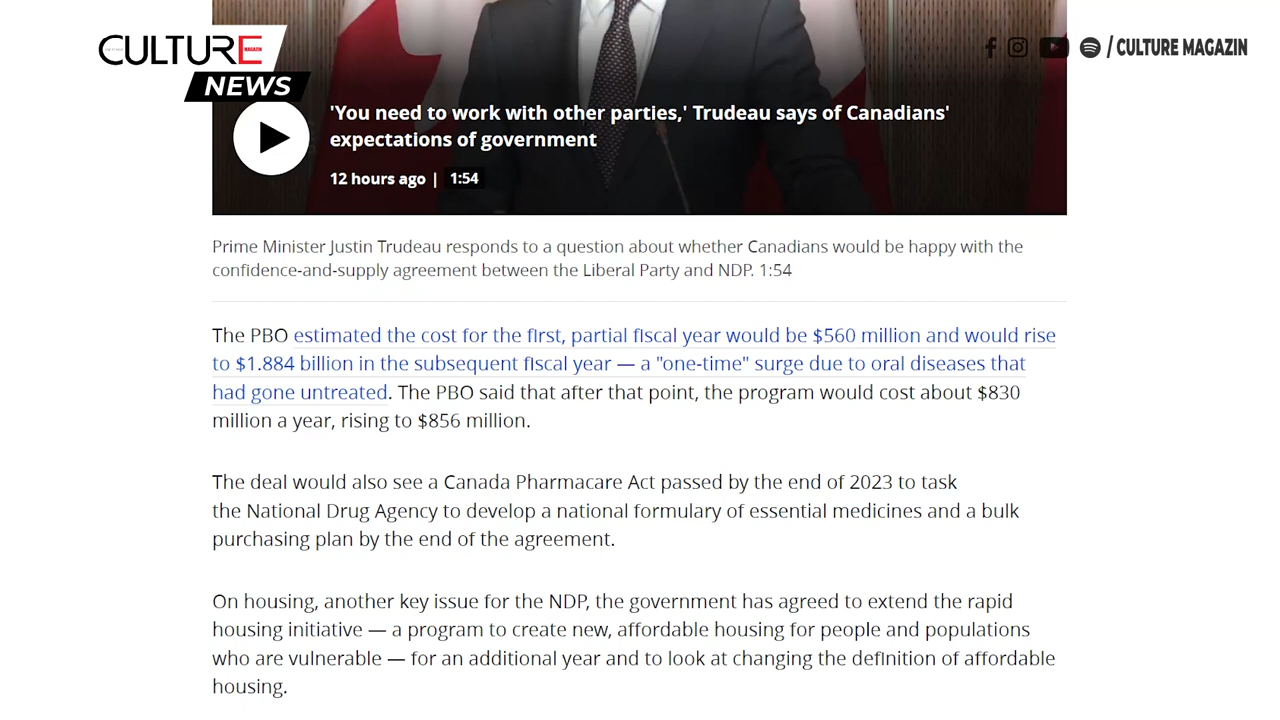 CULTURE
MAGAZIN
NEWS
/ CULTURE MAGAZIN
'You need to work with other parties,' Trudeau says of Canadians'
expectations of government
12 hours ago | 1:54
Prime Minister Justin Trudeau responds to a question about whether Canadians would be happy with the
confidence-and-supply agreement between the Liberal Party and NDP. 1:54
The PBO estimated the cost for the first, partial fiscal year would be $560 million and would rise
to $1.884 billion in the subsequent fiscal year — a "one-time" surge due to oral diseases that
had gone untreated. The PBO said that after that point, the program would cost about $830
million a year, rising to $856 million.
The deal would also see a Canada Pharmacare Act passed by the end of 2023 to task
the National Drug Agency to develop a national formulary of essential medicines and a bulk
purchasing plan by the end of the agreement.
On housing, another key issue for the NDP, the government has agreed to extend the rapid
housing initiative — a program to create new, affordable housing for people and populations
who are vulnerable — for an additional year and to look at changing the definition of affordable
housing.